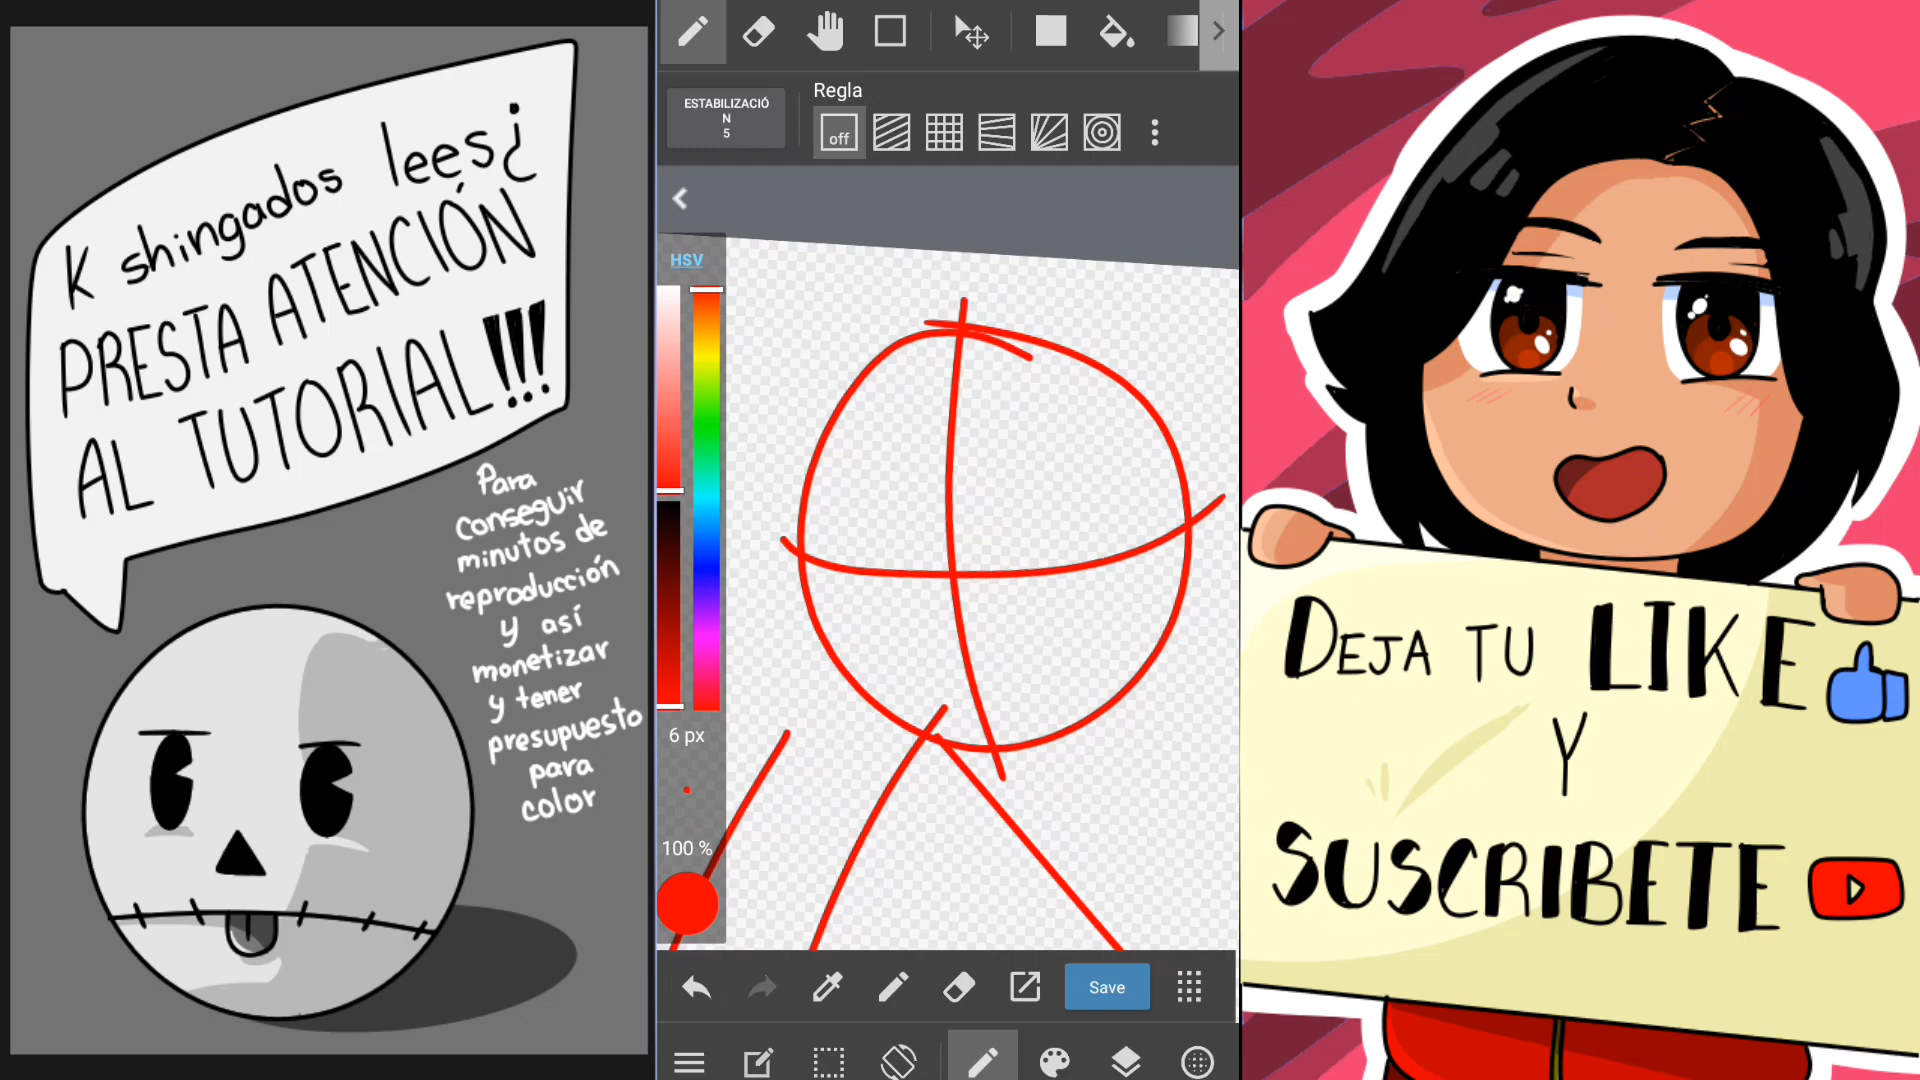 K shingados lees¿
PRESTA ATENCIÓN
AL TUTORIAL!!!
Para
conseguir
minutos de
reproducción
y así
monetizar
y tener
presupuesto
para
color
ESTABILIZACIÓ
N
5
Regla
off
HSV
6 px
100 %
Save
DEJA TU LIKE
Y
SUSCRIBETE